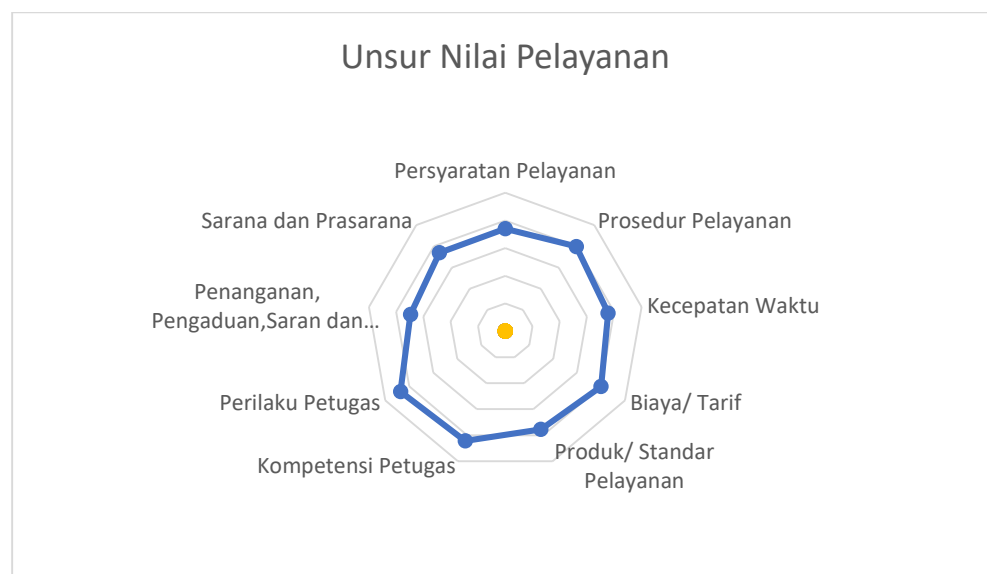 Unsur Nilai Pelayanan
Persyaratan Pelayanan
Prosedur Pelayanan
Kecepatan Waktu
Biaya/ Tarif
Produk/ Standar
Pelayanan
Kompetensi Petugas
Perilaku Petugas
Penanganan,
Pengaduan,Saran dan...
Sarana dan Prasarana